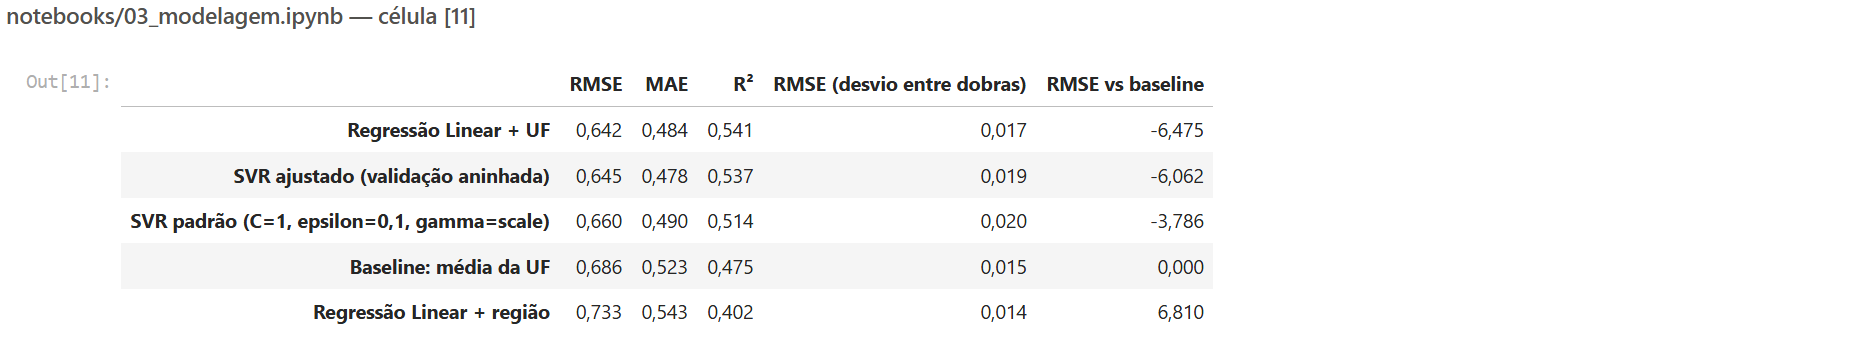 notebooks/03_modelagem.ipynb — célula [11]
Out[11]:
RMSE MAE R² RMSE (desvio entre dobras) RMSE vs baseline
Regressão Linear + UF 0,642 0,484 0,541 0,017 -6,475
SVR ajustado (validação aninhada) 0,645 0,478 0,537 0,019 -6,062
SVR padrão (C=1, epsilon=0,1, gamma=scale) 0,660 0,490 0,514 0,020 -3,786
Baseline: média da UF 0,686 0,523 0,475 0,015 0,000
Regressão Linear + região 0,733 0,543 0,402 0,014 6,810